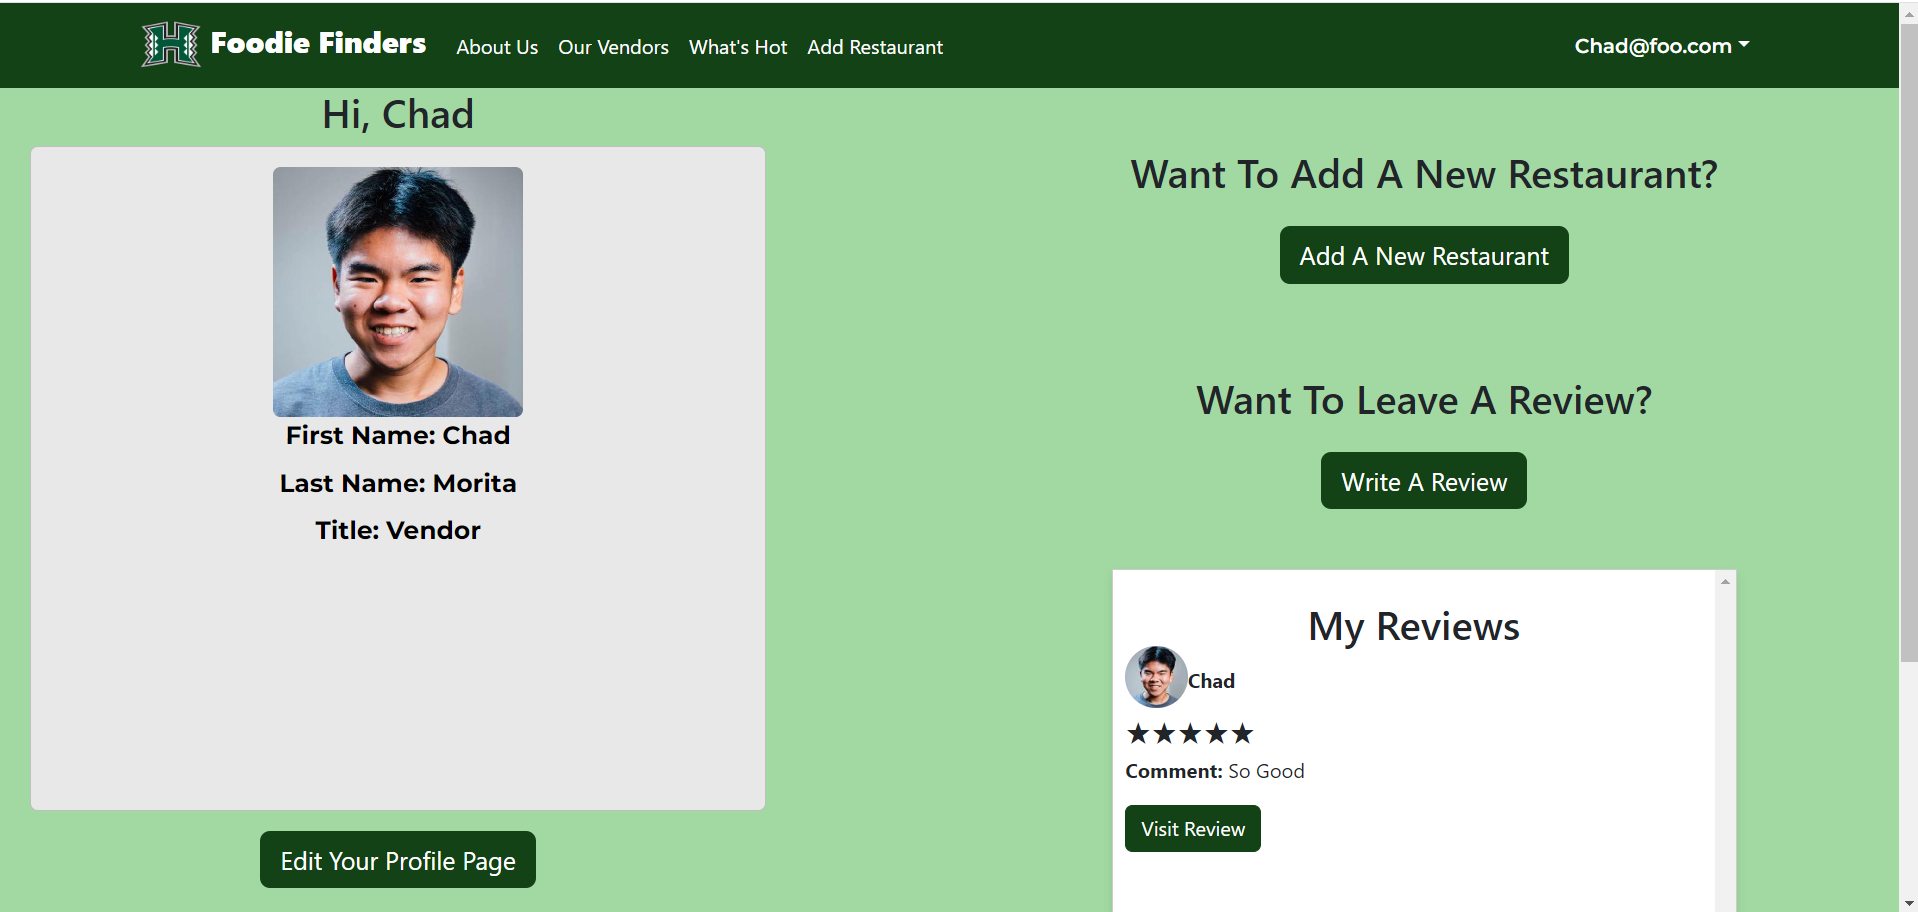 H
Foodie Finders
About Us
Our Vendors
What's Hot
Add Restaurant
Chad@foo.com
Hi, Chad
First Name: Chad
Last Name: Morita
Title: Vendor
Edit Your Profile Page
Want To Add A New Restaurant?
Add A New Restaurant
Want To Leave A Review?
Write A Review
My Reviews
Chad
★★★★★
Comment: So Good
Visit Review